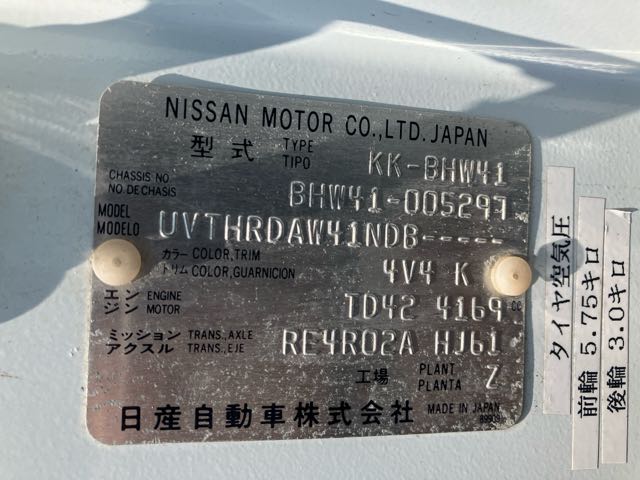 NISSAN MOTOR CO.,LTD. JAPAN
型式 TYPE TIPO KK-BHW41
CHASSIS NO NO DE CHASIS BHW41-005297
MODEL MODELO UVTHRDAW41NDB-----
カラー COLOR,TRIM
トリム COLOR,GUARNICION 4V4 K
エンジン ENGINE MOTOR TD42 4169 cc
ミッション TRANS.,AXLE
アクスル TRANS.,EJE RE4R02A HJ61
工場 PLANT PLANTA Z
日産自動車株式会社 MADE IN JAPAN
タイヤ空気圧
前輪 5.75キロ
後輪 3.0キロ